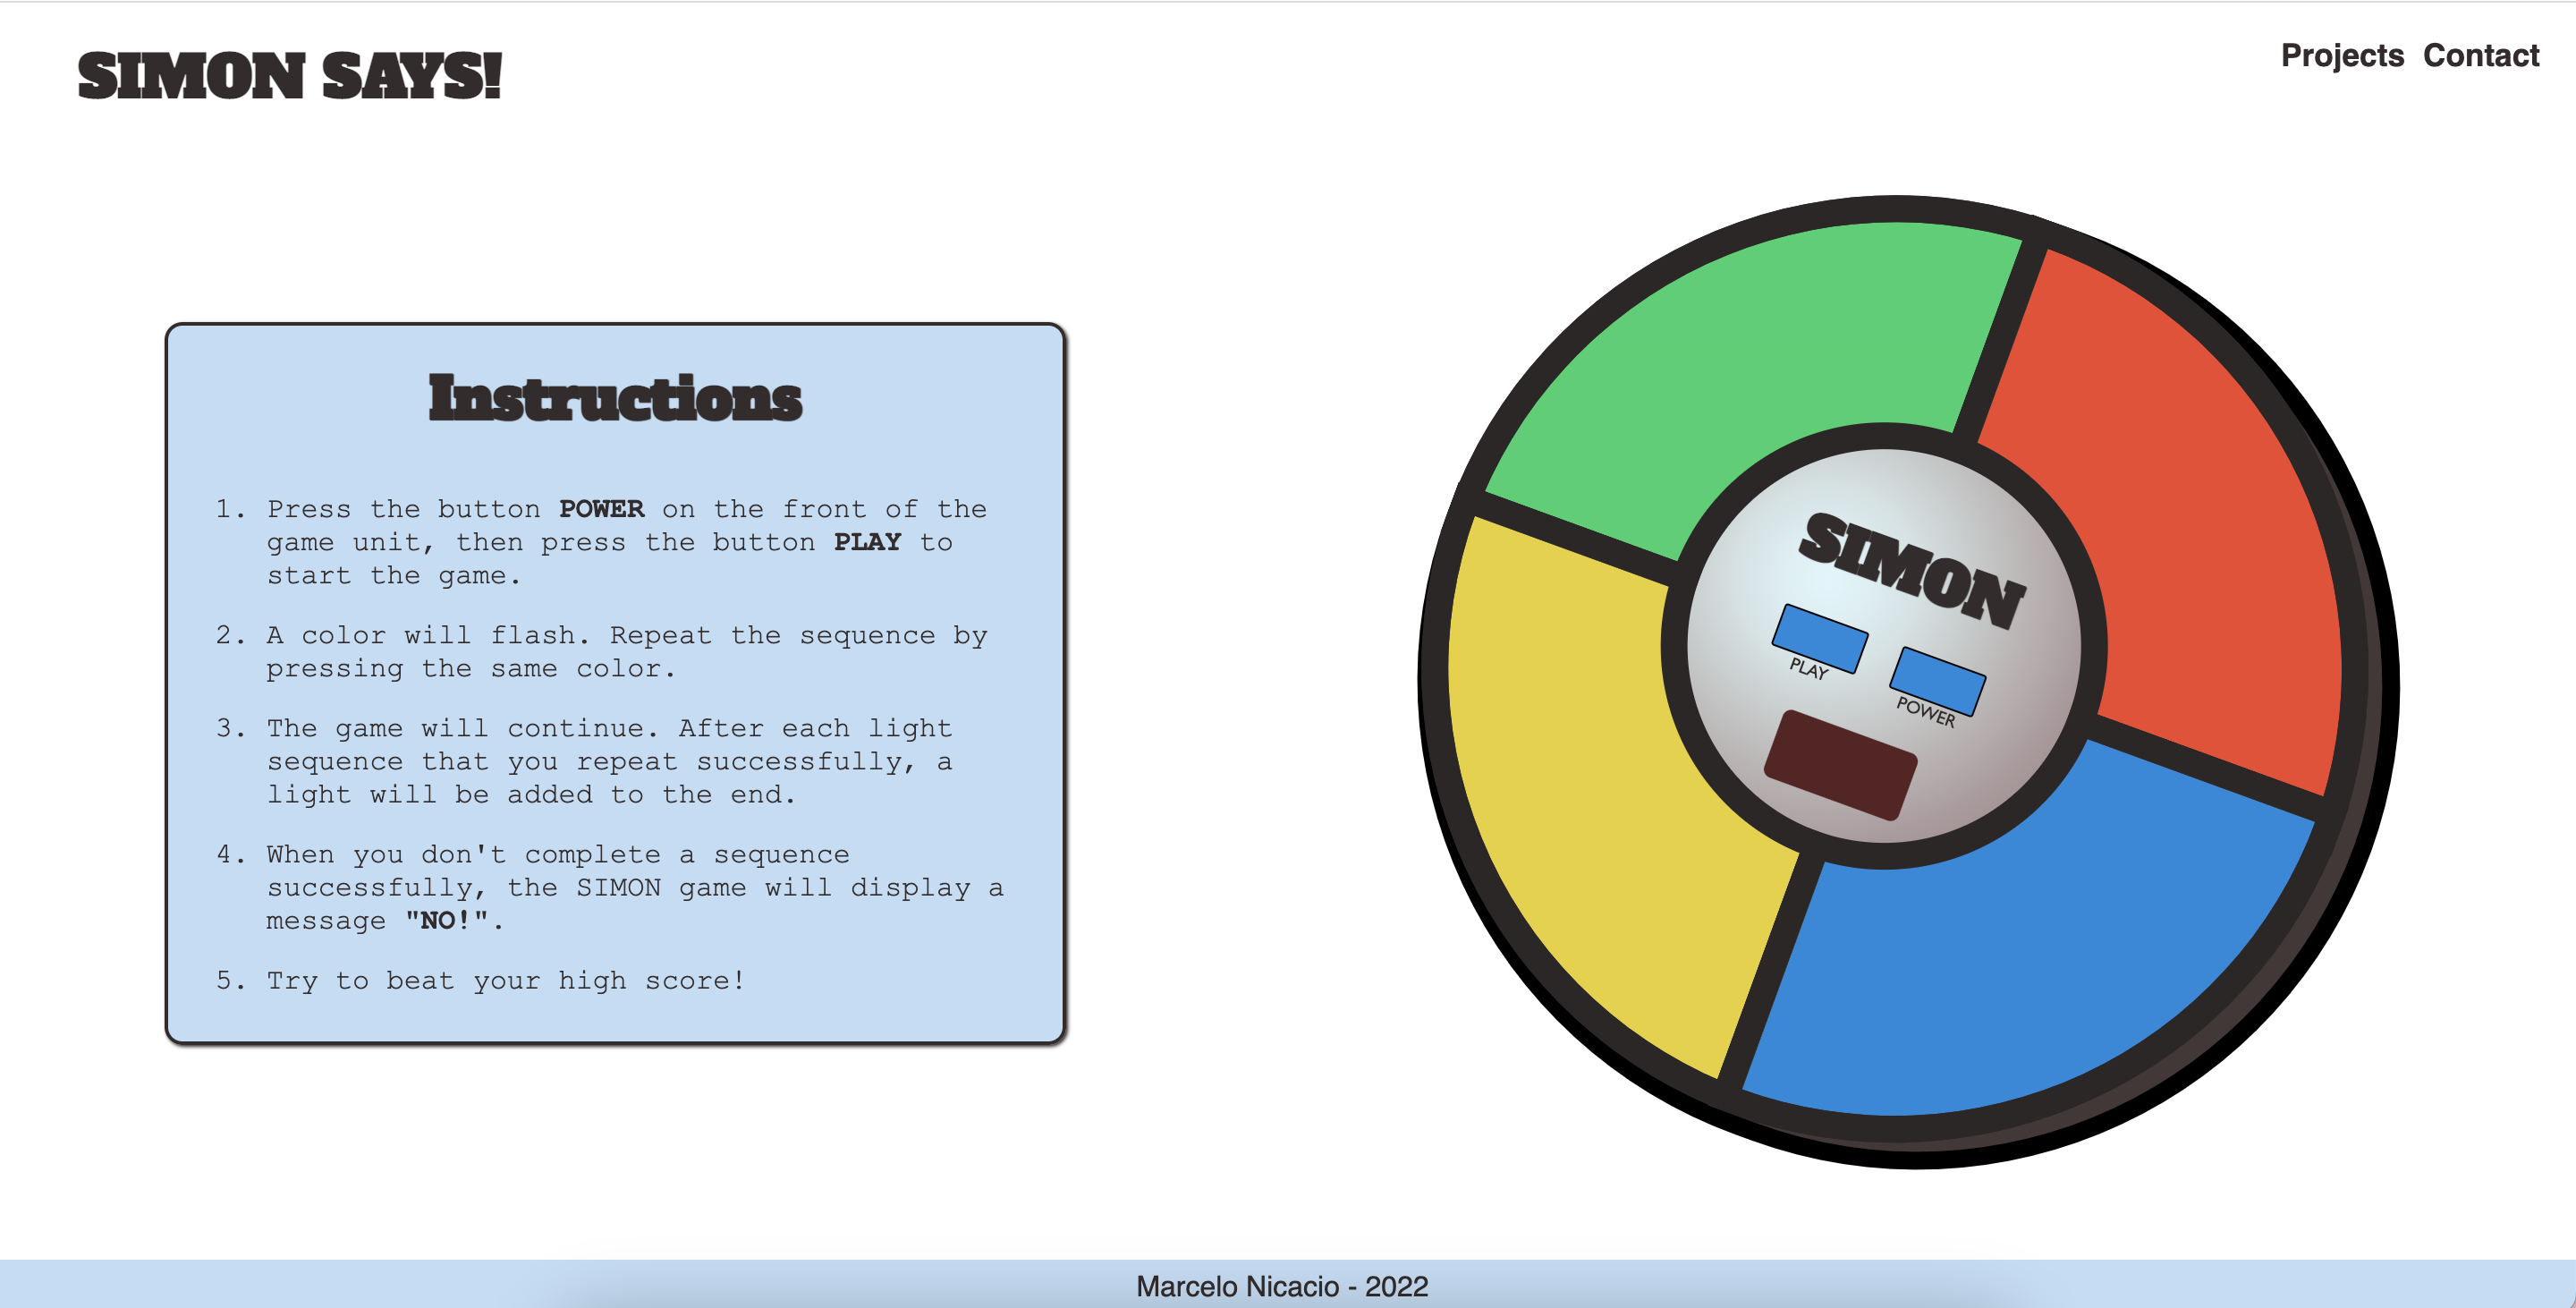 SIMON SAYS!
Projects Contact
Instructions
1. Press the button POWER on the front of the
game unit, then press the button PLAY to
start the game.
2. A color will flash. Repeat the sequence by
pressing the same color.
3. The game will continue. After each light
sequence that you repeat successfully, a
light will be added to the end.
4. When you don't complete a sequence
successfully, the SIMON game will display a
message "NO!".
5. Try to beat your high score!
SIMON
PLAY
POWER
Marcelo Nicacio - 2022